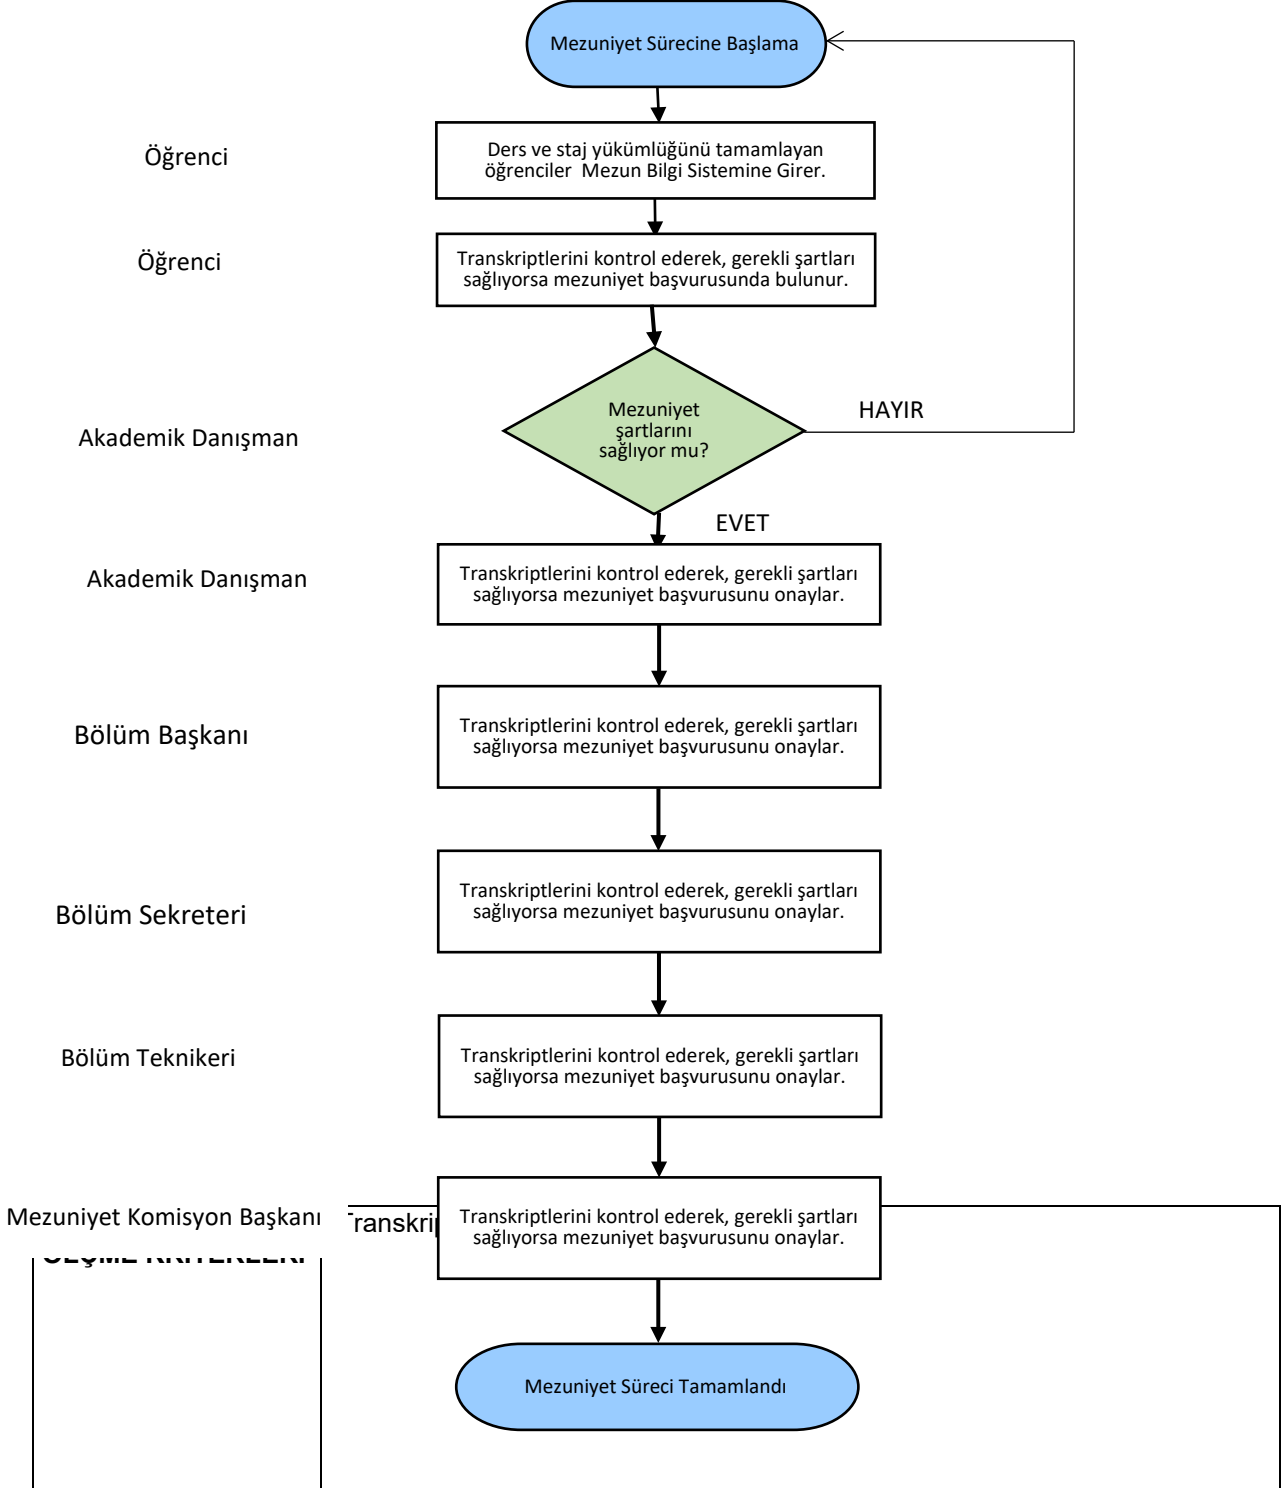 Mezuniyet Sürecine Başlama
Öğrenci
Ders ve staj yükümlüğünü tamamlayan
öğrenciler Mezun Bilgi Sistemine Girer.
Öğrenci
Transkriptlerini kontrol ederek, gerekli şartları
sağlıyorsa mezuniyet başvurusunda bulunur.
Akademik Danışman
Mezuniyet
şartlarını
sağlıyor mu?
HAYIR
EVET
Akademik Danışman
Transkriptlerini kontrol ederek, gerekli şartları
sağlıyorsa mezuniyet başvurusunu onaylar.
Bölüm Başkanı
Transkriptlerini kontrol ederek, gerekli şartları
sağlıyorsa mezuniyet başvurusunu onaylar.
Bölüm Sekreteri
Transkriptlerini kontrol ederek, gerekli şartları
sağlıyorsa mezuniyet başvurusunu onaylar.
Bölüm Teknikeri
Transkriptlerini kontrol ederek, gerekli şartları
sağlıyorsa mezuniyet başvurusunu onaylar.
Mezuniyet Komisyon Başkanı
Transkriptlerini kontrol ederek, gerekli şartları
sağlıyorsa mezuniyet başvurusunu onaylar.
Mezuniyet Süreci Tamamlandı